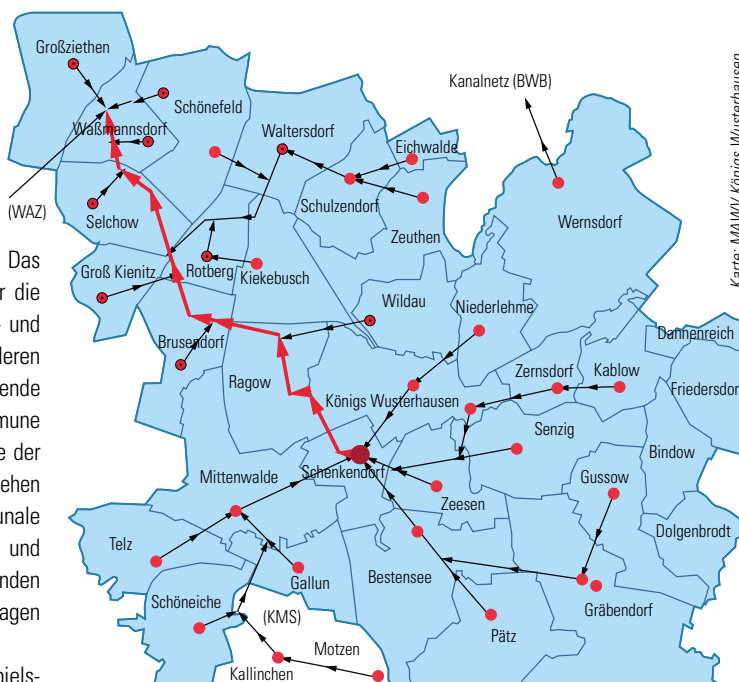 Großziethen
Kanalnetz (BWB)
Karte: MAWV Königs Wusterhausen
Schönefeld
Waßmannsdorf
Waltersdorf
Eichwalde
Schulzendorf
(WAZ)
Selchow
Zeuthen
Wernsdorf
Das
r die
- und
deren
ende
mune
e der
ehen
unale
und
nden
agen
iels-
Groß Kienitz
Rotberg
Kiekebusch
Wildau
Niederlehme
Dannenreich
Brusendorf
Ragow
Zernsdorf
Kablow
Friedersdor
Königs Wusterhausen
Senzig
Bindow
Schenkendorf
Mittenwalde
Zeesen
Gussow
Dolgenbrodt
Telz
Gallun
Bestensee
Gräbendorf
Schöneiche
(KMS)
Pätz
Motzen
Kallinchen